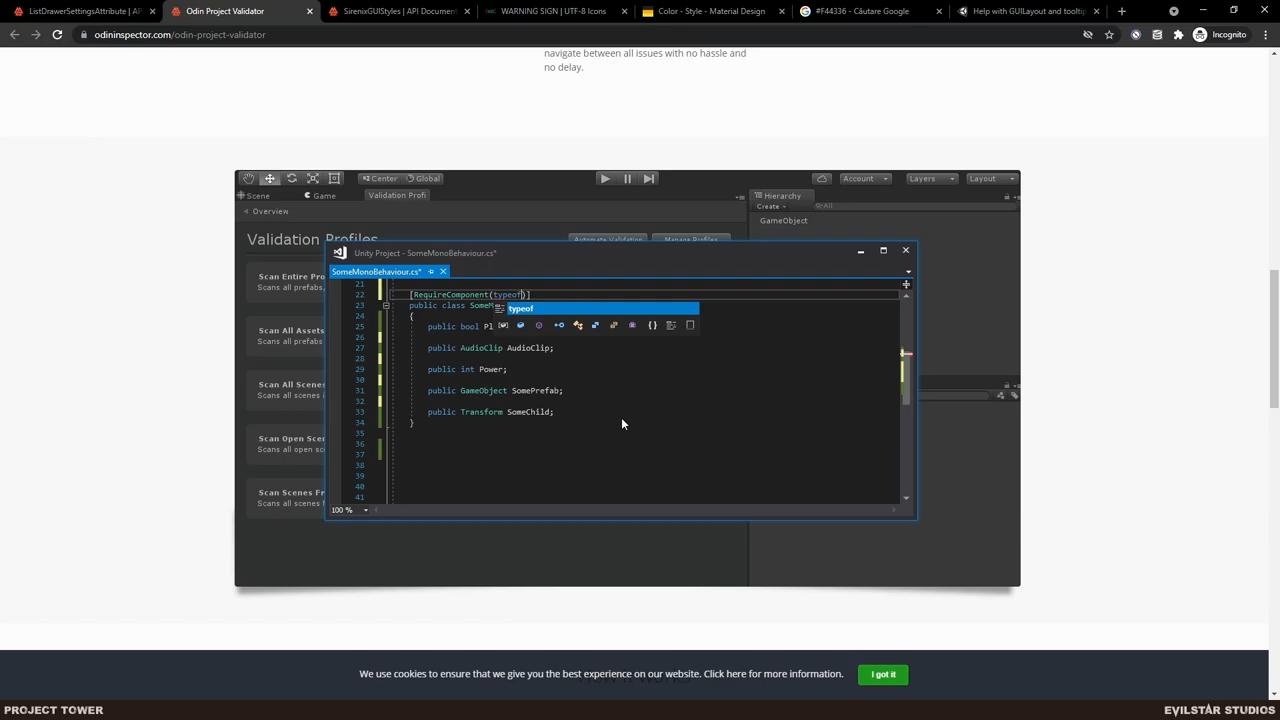 ListDrawerSettingsAttribute | AP
Odin Project Validator
SirenixGUIStyles | API Document
WARNING SIGN | UTF-8 Icons
Color - Style - Material Design
#F44336 - Căutare Google
Help with GUILayout and tooltip
odininspector.com/odin-project-validator
Incognito
navigate between all issues with no hassle and
no delay.
Center Global
Account Layers Layout
Scene Game Validation Profi
Hierarchy
Overview
Create All
GameObject
Validation Profiles
Automate Validation Manage Profiles
Scan Entire Pro
Scans all prefabs,
Scan All Assets
Scans all prefabs
Scan All Scenes
Scans all scenes i
Scan Open Scen
Scans all open sc
Scan Scenes Fr
Scans all scenes f
Unity Project - SomeMonoBehaviour.cs*
SomeMonoBehaviour.cs*
21
22 [RequireComponent(typeof)]
23 public class SomeM
typeof
24 {
25 public bool Pl
26
27 public AudioClip AudioClip;
28
29 public int Power;
30
31 public GameObject SomePrefab;
32
33 public Transform SomeChild;
34 }
35
36
37
38
39
40
41
100 %
We use cookies to ensure that we give you the best experience on our website. Click here for more information.
I got it
PROJECT TOWER
EVILSTAR STUDIOS